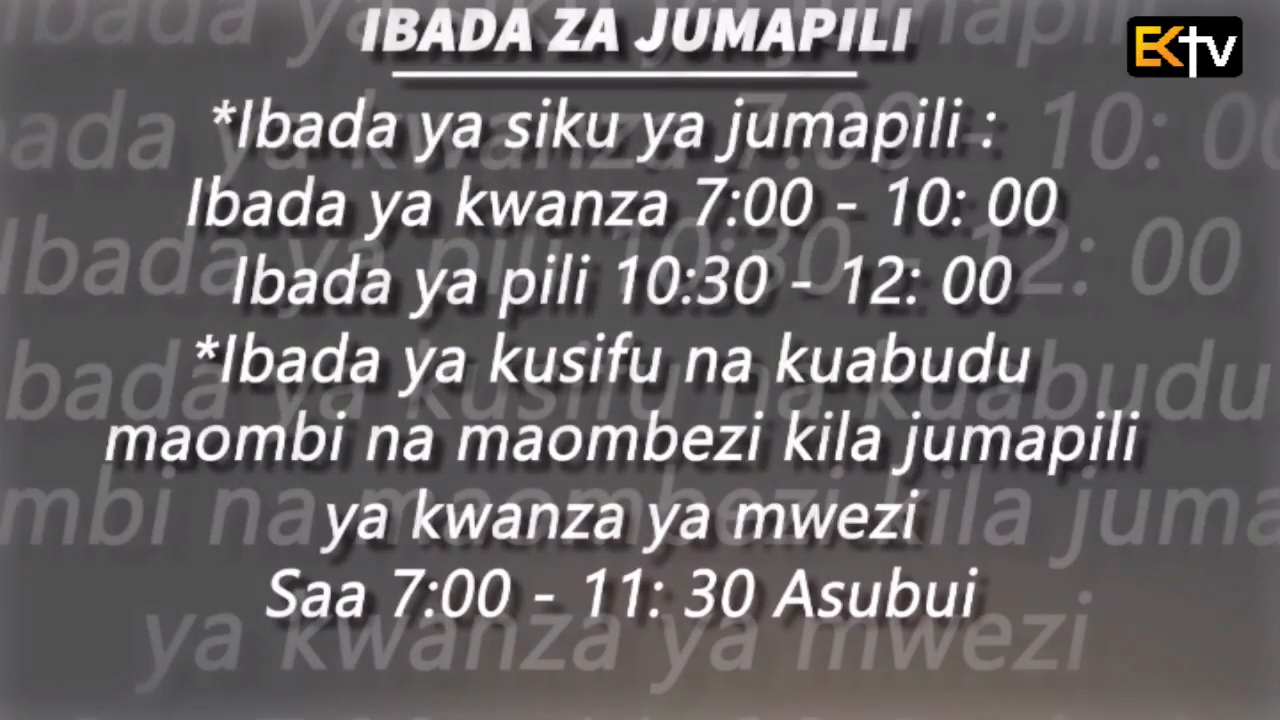 IBADA ZA JUMAPILI
EKTV
*Ibada ya siku ya jumapili :
Ibada ya kwanza 7:00 - 10: 00
Ibada ya pili 10:30 - 12: 00
*Ibada ya kusifu na kuabudu
maombi na maombezi kila jumapili
ya kwanza ya mwezi
Saa 7:00 - 11: 30 Asubui